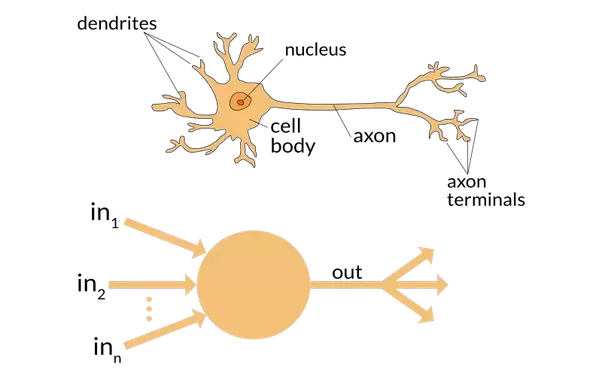 dendrites
nucleus
cell
body
axon
axon
terminals
in1
out
in2
inn